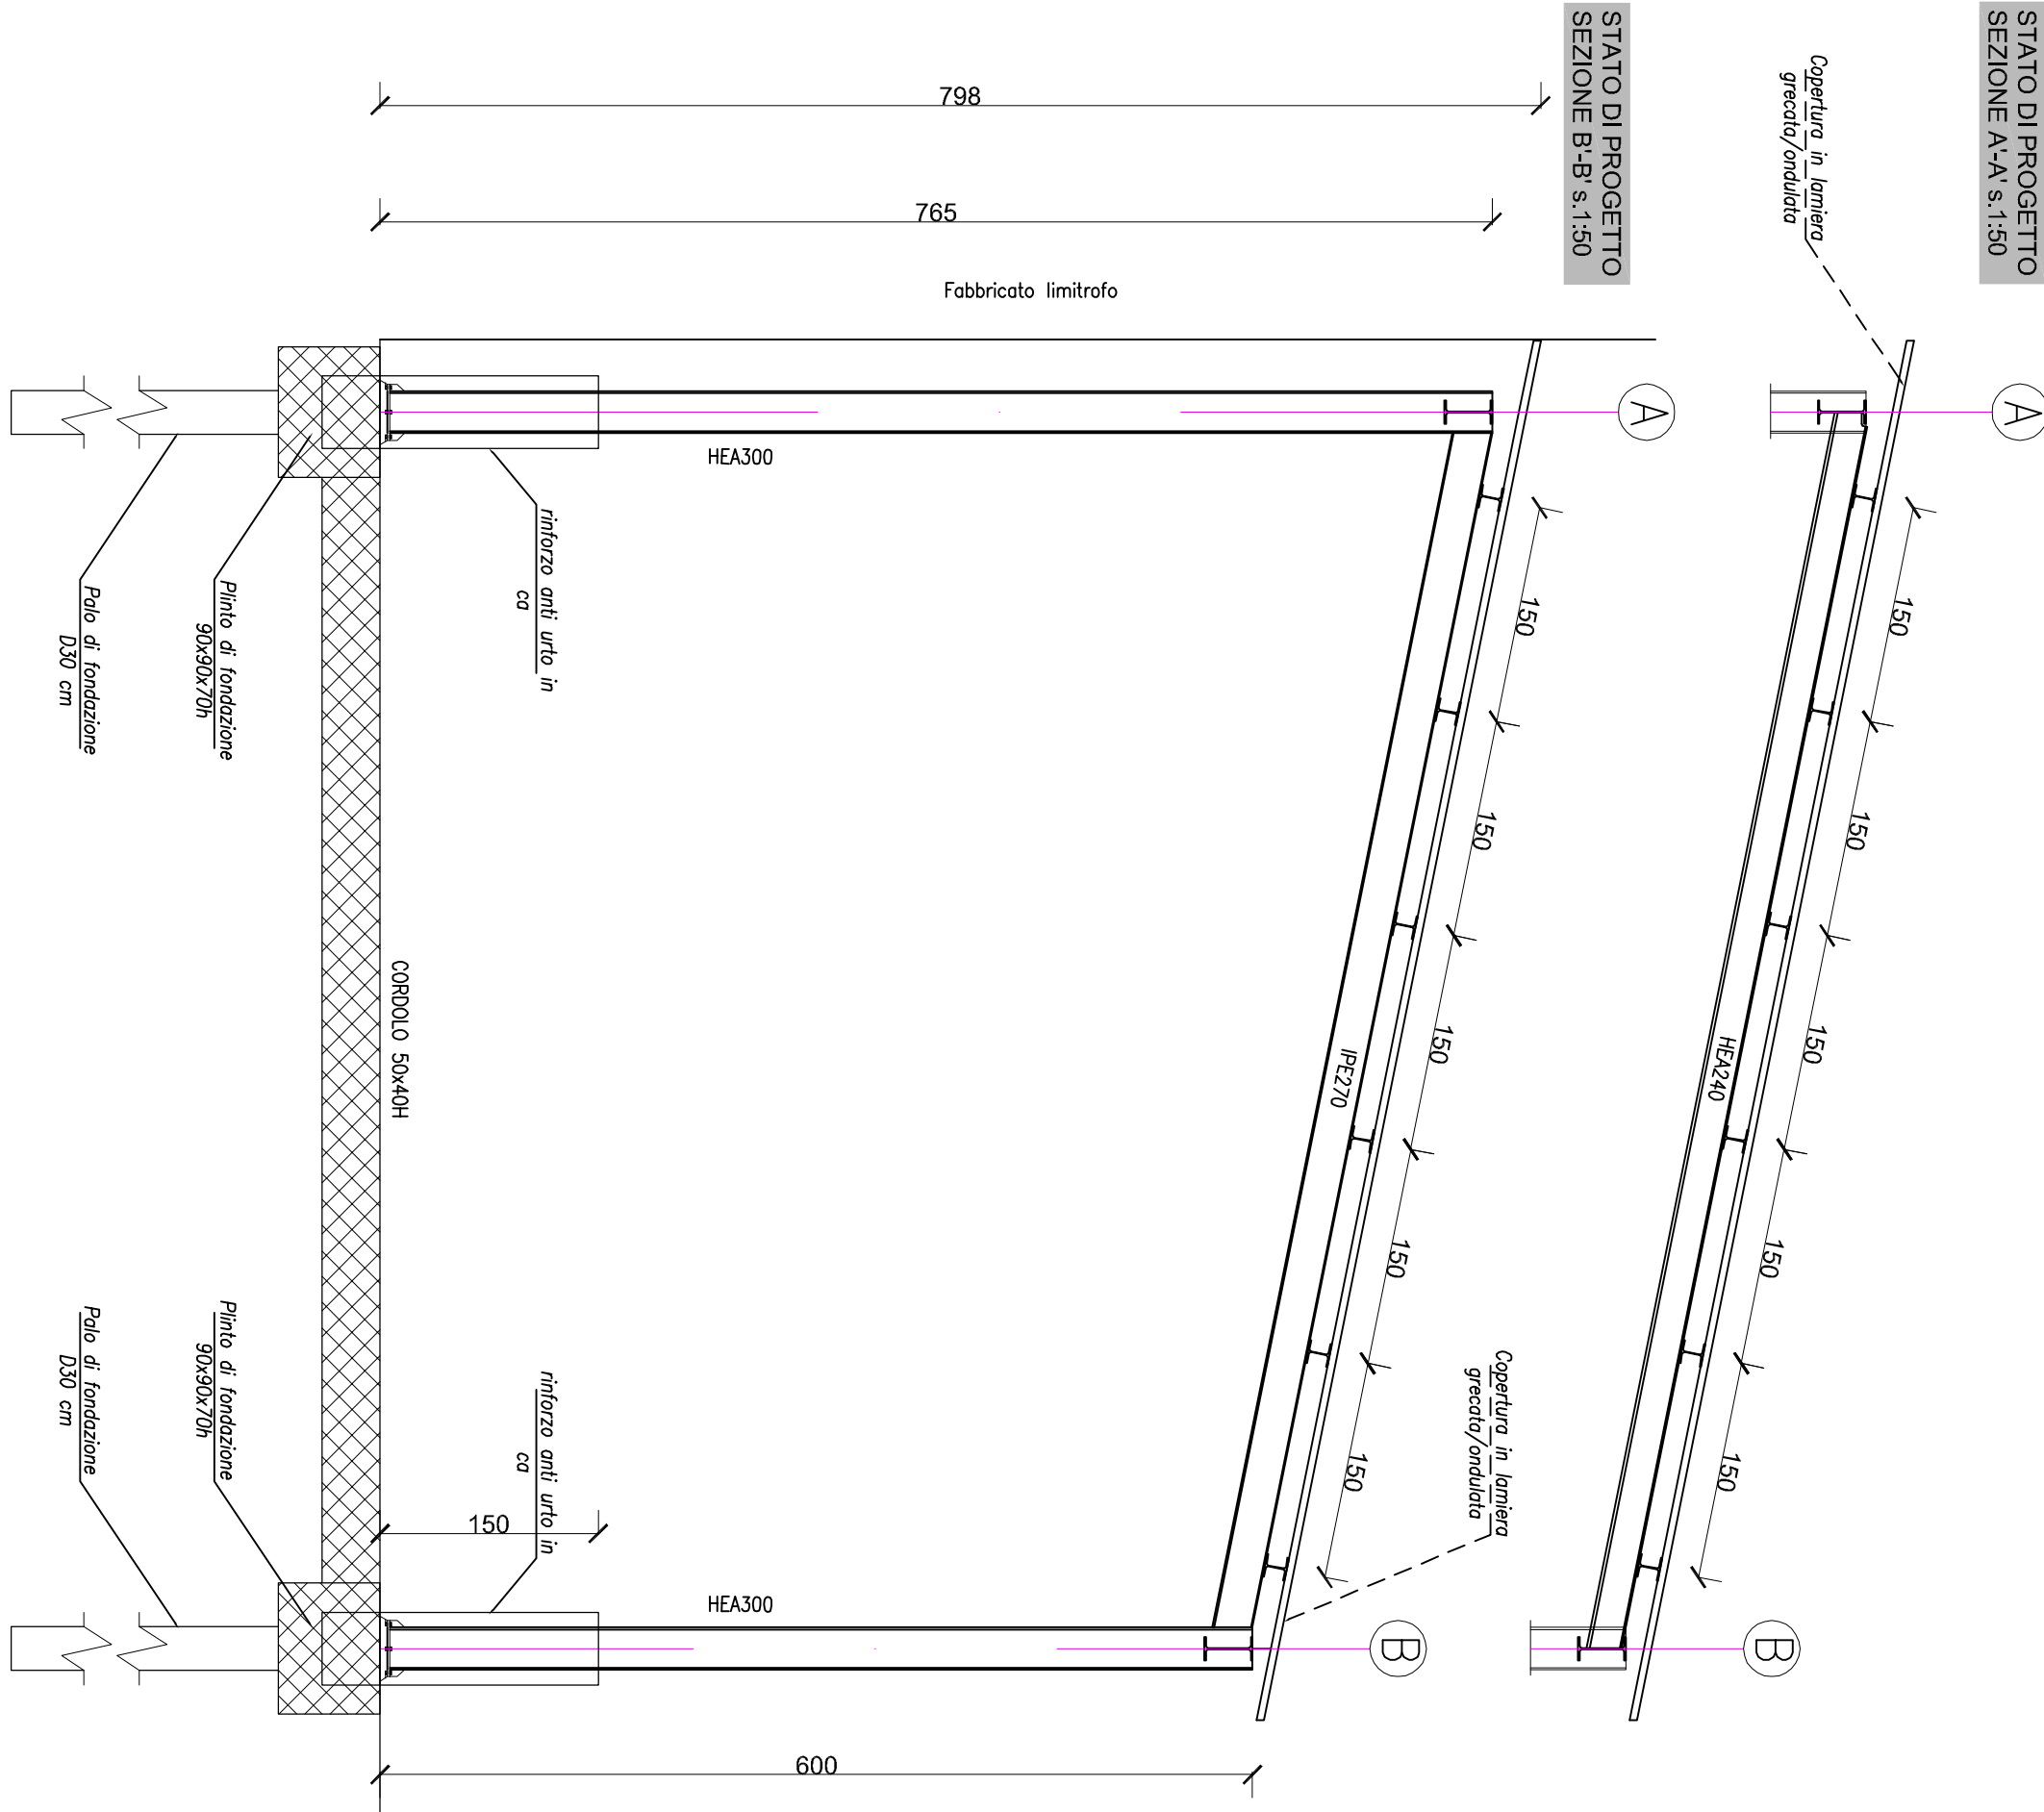 STATO DI PROGETTO
SEZIONE A'-A' s.1:50
Copertura in lamiera
grecata/ondulata
A
150
150
150
150
150
HEA240
B
STATO DI PROGETTO
SEZIONE B'-B' s.1:50
798
765
Fabbricato limitrofo
A
150
150
150
150
150
IPE270
Copertura in lamiera
grecata/ondulata
B
HEA300
HEA300
rinforzo anti urto in
ca
rinforzo anti urto in
ca
150
600
CORDOLO 50x40H
Plinto di fondazione
90x90x70h
Plinto di fondazione
90x90x70h
Palo di fondazione
D30 cm
Palo di fondazione
D30 cm